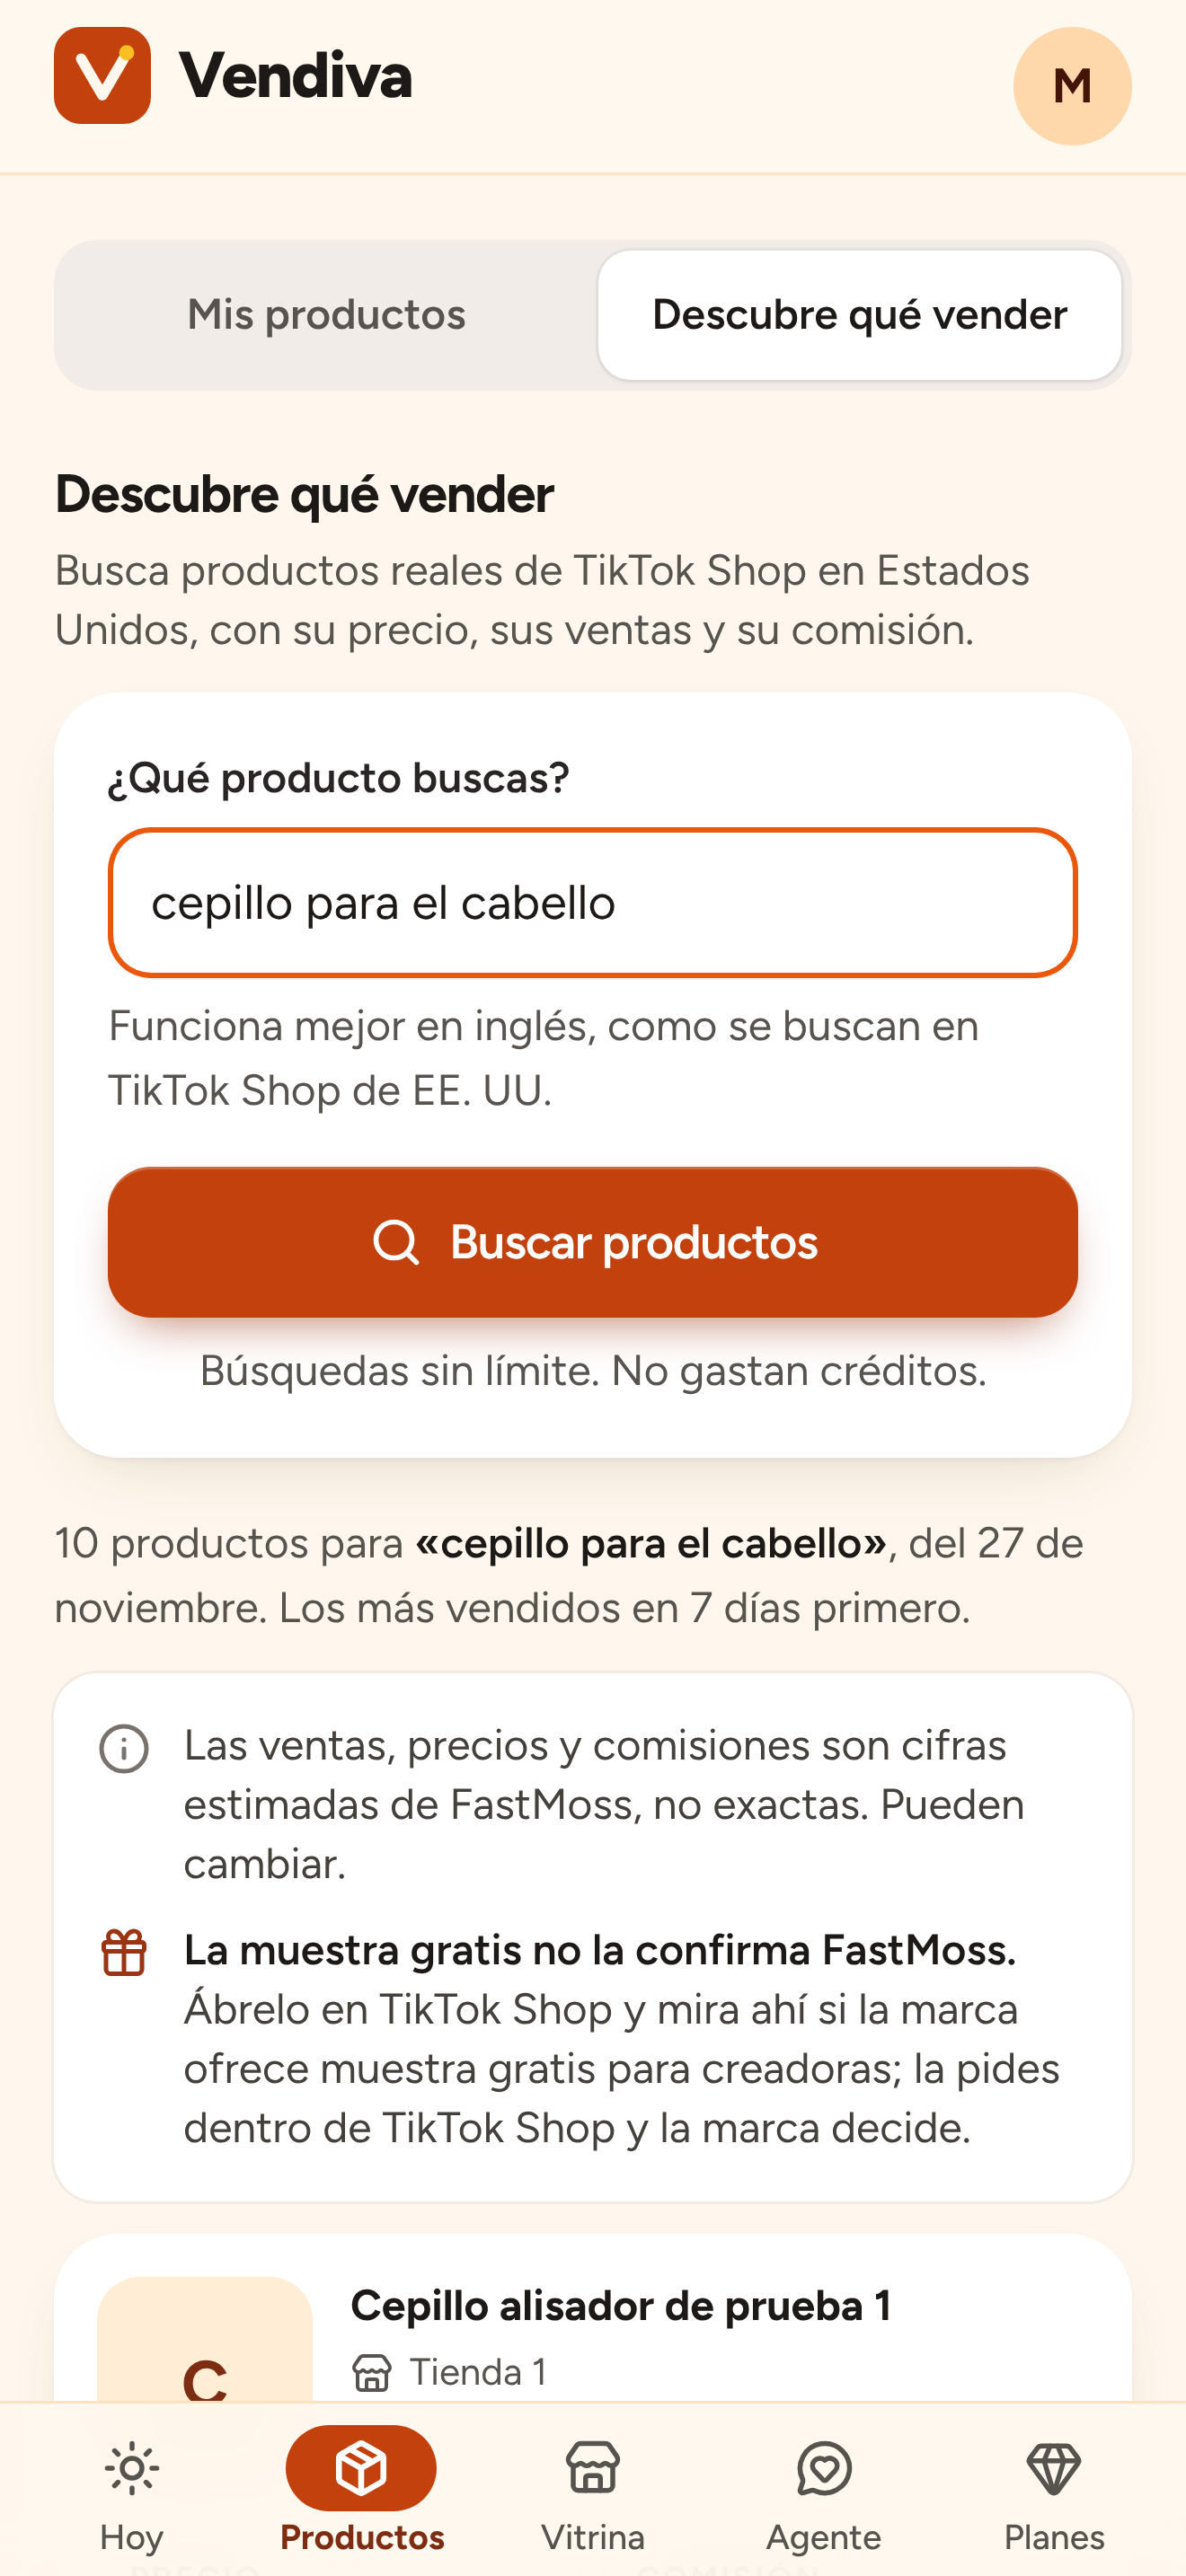 Vendiva
M
Mis productos
Descubre qué vender
Descubre qué vender
Busca productos reales de TikTok Shop en Estados
Unidos, con su precio, sus ventas y su comisión.
¿Qué producto buscas?
cepillo para el cabello
Funciona mejor en inglés, como se buscan en
TikTok Shop de EE. UU.
Buscar productos
Búsquedas sin límite. No gastan créditos.
10 productos para «cepillo para el cabello», del 27 de
noviembre. Los más vendidos en 7 días primero.
Las ventas, precios y comisiones son cifras
estimadas de FastMoss, no exactas. Pueden
cambiar.
La muestra gratis no la confirma FastMoss.
Ábrelo en TikTok Shop y mira ahí si la marca
ofrece muestra gratis para creadoras; la pides
dentro de TikTok Shop y la marca decide.
C
Cepillo alisador de prueba 1
Tienda 1
Hoy
Productos
Vitrina
Agente
Planes
PRECIO
COMISIÓN